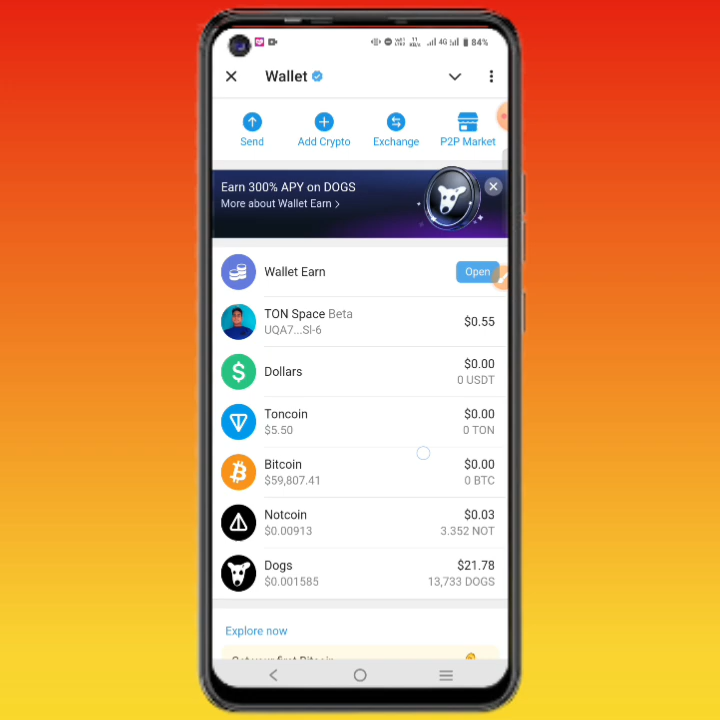 84%
Wallet
Send
Add Crypto
Exchange
P2P Market
Earn 300% APY on DOGS
More about Wallet Earn >
Wallet Earn
Open
TON Space Beta
UQA7...Sl-6
$0.55
Dollars
$0.00
0 USDT
Toncoin
$5.50
$0.00
0 TON
Bitcoin
$59,807.41
$0.00
0 BTC
Notcoin
$0.00913
$0.03
3.352 NOT
Dogs
$0.001585
$21.78
13,733 DOGS
Explore now